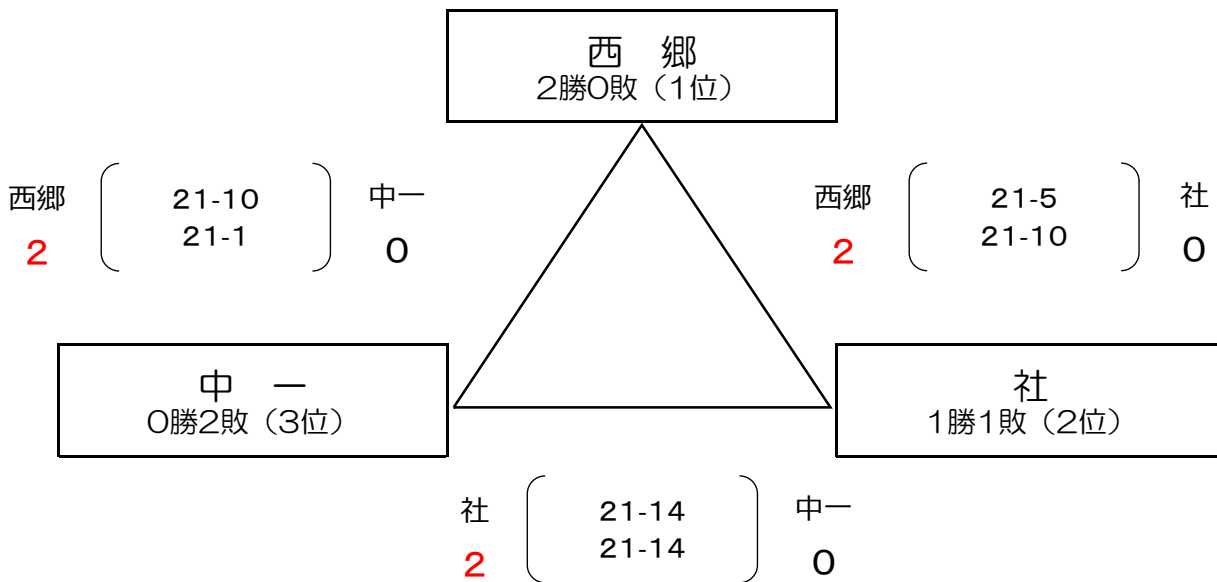 西 郷
2勝0敗（1位）
西郷 21-10 中一
21-1
2 0
西郷 21-5 社
21-10
2 0
中 一
0勝2敗（3位）
社
1勝1敗（2位）
社 21-14 中一
21-14
2 0